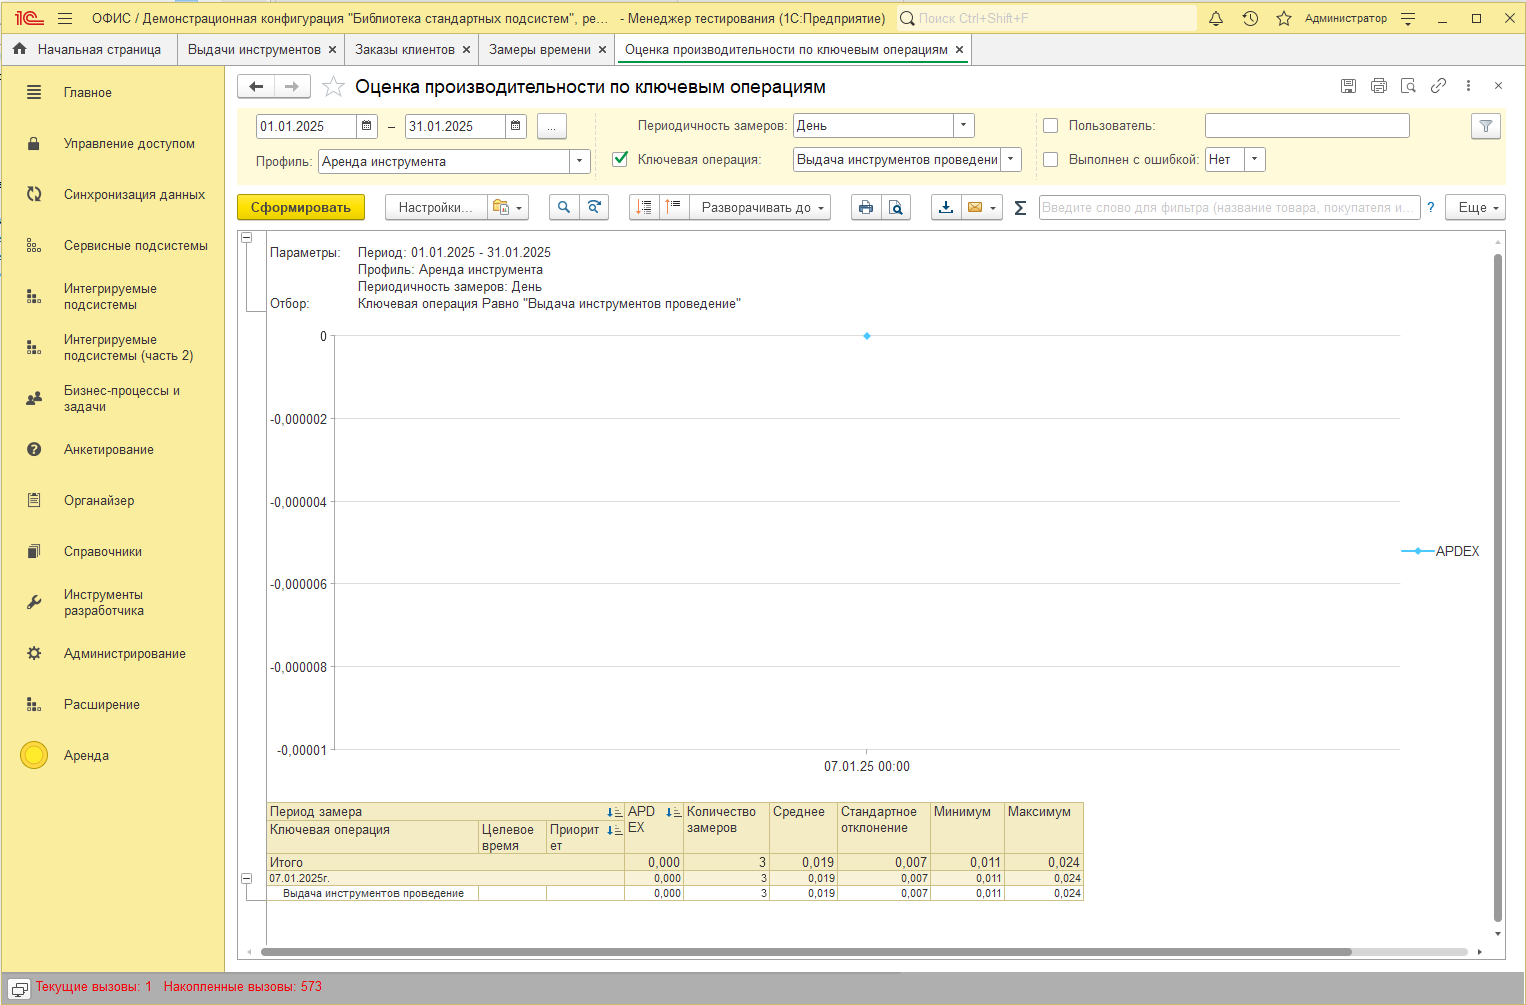 ОФИС / Демонстрационная конфигурация "Библиотека стандартных подсистем", ре... - Менеджер тестирования (1С:Предприятие)
Поиск Ctrl+Shift+F
Администратор
Начальная страница
Выдачи инструментов ×
Заказы клиентов ×
Замеры времени ×
Оценка производительности по ключевым операциям ×
Главное
Управление доступом
Синхронизация данных
Сервисные подсистемы
Интегрируемые
подсистемы
Интегрируемые
подсистемы (часть 2)
Бизнес-процессы и
задачи
Анкетирование
Органайзер
Справочники
Инструменты
разработчика
Администрирование
Расширение
Аренда
Оценка производительности по ключевым операциям
01.01.2025 – 31.01.2025 ...
Периодичность замеров: День
Пользователь:
Профиль: Аренда инструмента
Ключевая операция: Выдача инструментов проведени
Выполнен с ошибкой: Нет
Сформировать
Настройки...
Разворачивать до
Σ
Введите слово для фильтра (название товара, покупателя и...
?
Еще
Параметры: Период: 01.01.2025 - 31.01.2025
Профиль: Аренда инструмента
Периодичность замеров: День
Отбор: Ключевая операция Равно "Выдача инструментов проведение"
0
-0,000002
-0,000004
-0,000006
-0,000008
-0,00001
07.01.25 00:00
APDEX
Период замера
APD
EX
Количество
замеров
Среднее
Стандартное
отклонение
Минимум
Максимум
Ключевая операция
Целевое
время
Приорит
ет
Итого 0,000 3 0,019 0,007 0,011 0,024
07.01.2025г. 0,000 3 0,019 0,007 0,011 0,024
Выдача инструментов проведение 0,000 3 0,019 0,007 0,011 0,024
Текущие вызовы: 1 Накопленные вызовы: 573